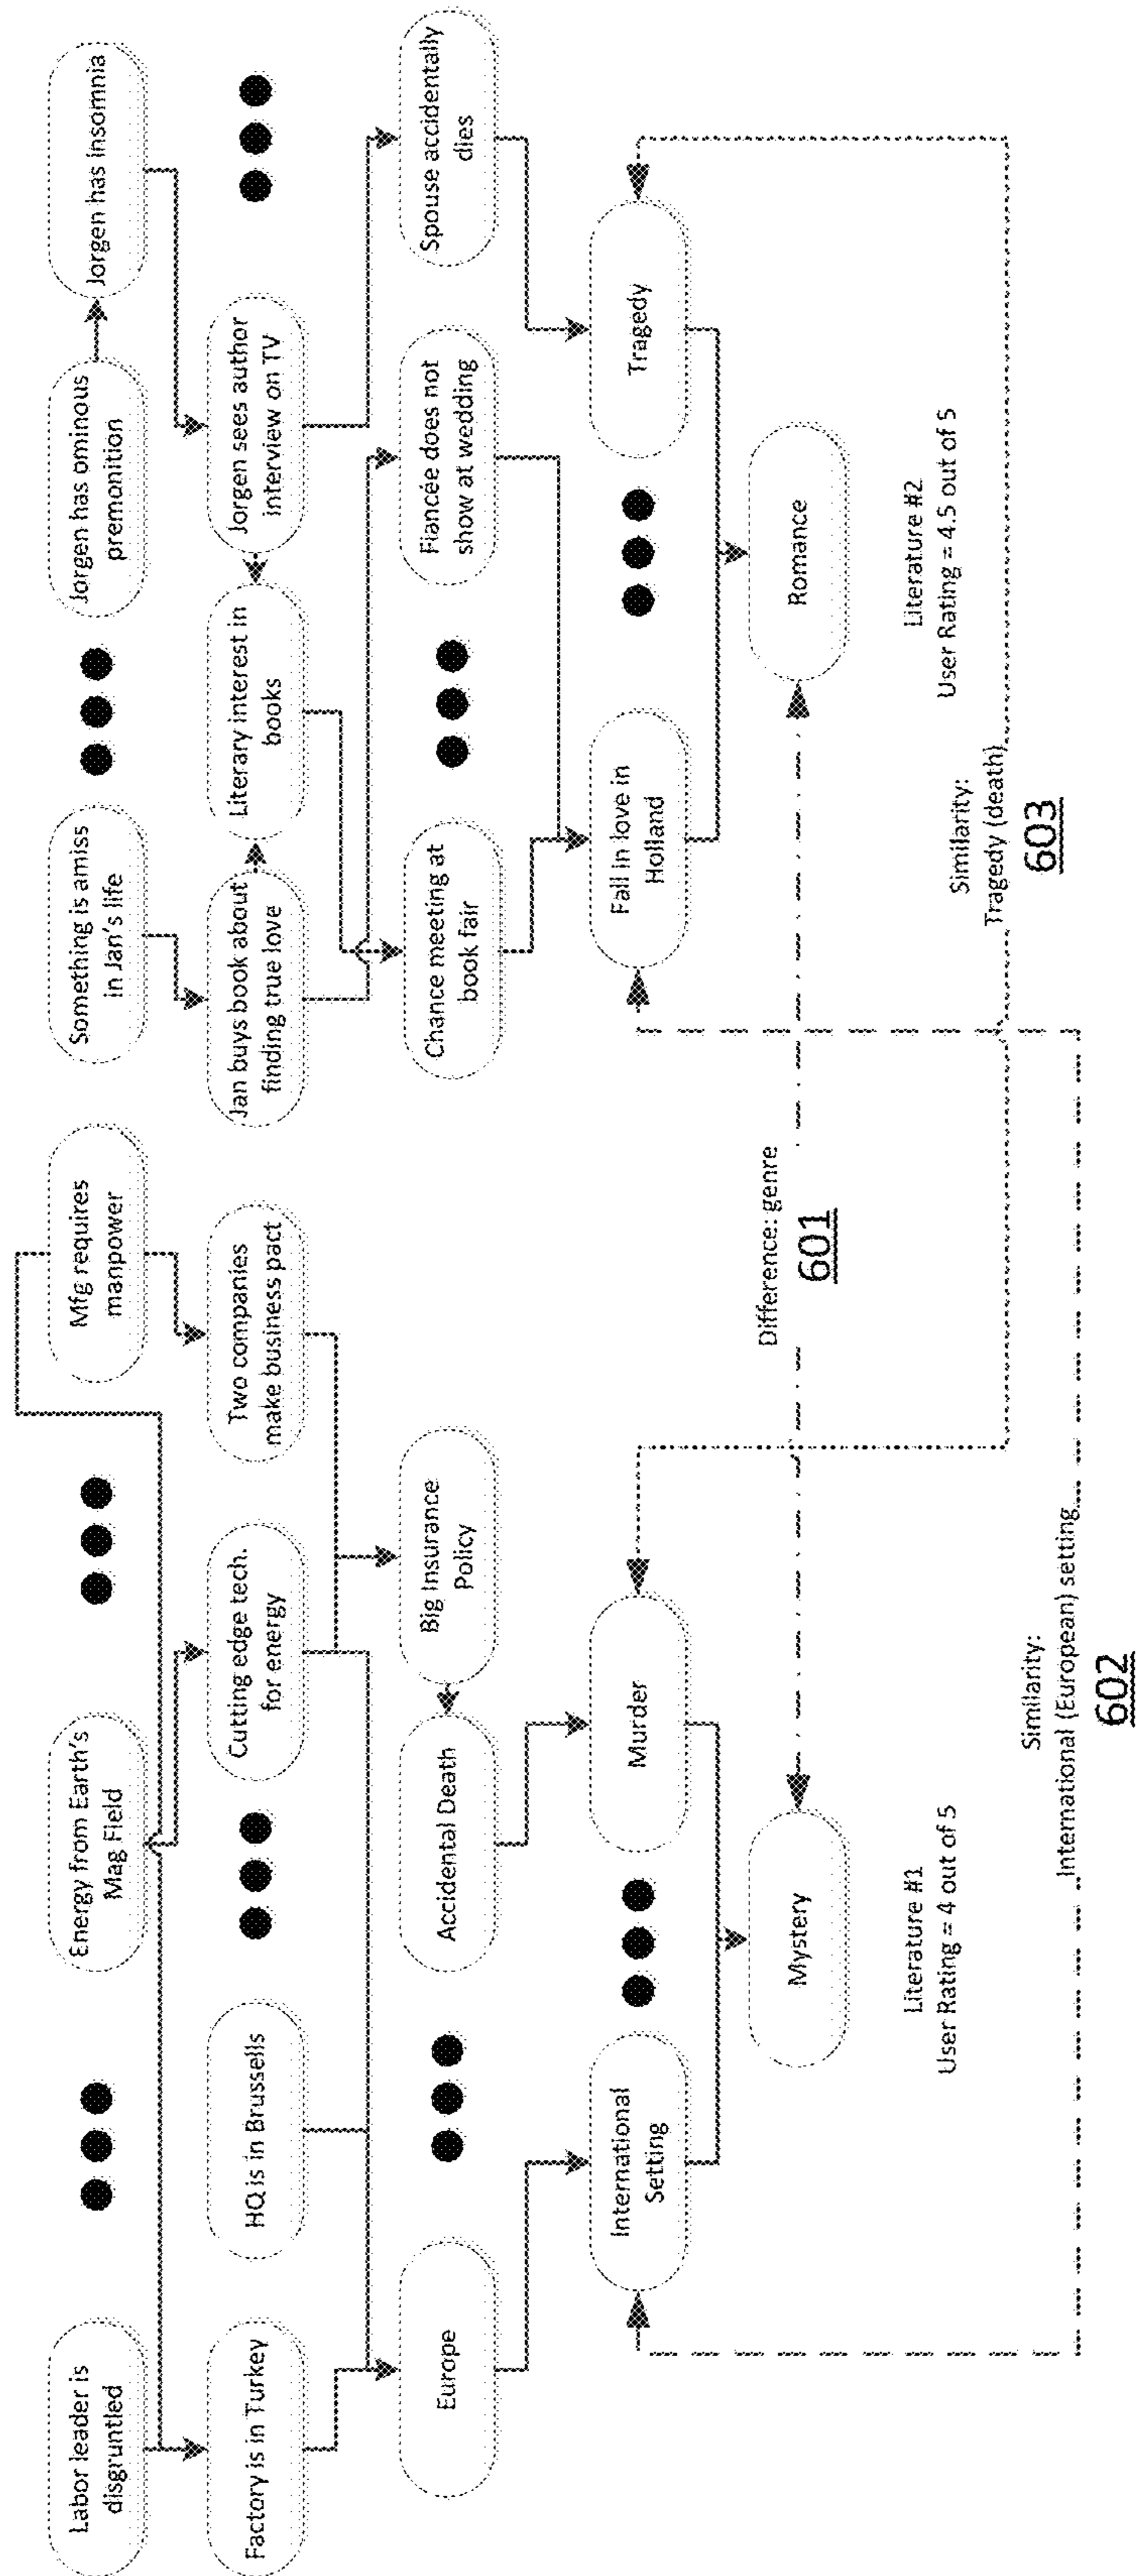 Labor leader is
disgruntled
Energy from Earth's
Mag Field
Mfg requires
manpower
Something is amiss
in Jan's life
Jorgen has ominous
premonition
Jorgen has insomnia
Factory is in Turkey
HQ is in Brussells
Cutting edge tech.
for energy
Two companies
make business pact
Jan buys book about
finding true love
Literary interest in
books
Jorgen sees author
interview on TV
Europe
Accidental Death
Big Insurance
Policy
Chance meeting at
book fair
Fiancée does not
show at wedding
Spouse accidentally
dies
International
Setting
Murder
Fall in love in
Holland
Tragedy
Mystery
Difference: genre
601
Romance
Literature #1
User Rating = 4 out of 5
Literature #2
User Rating = 4.5 out of 5
Similarity:
International (European) setting
602
Similarity:
Tragedy (death)
603